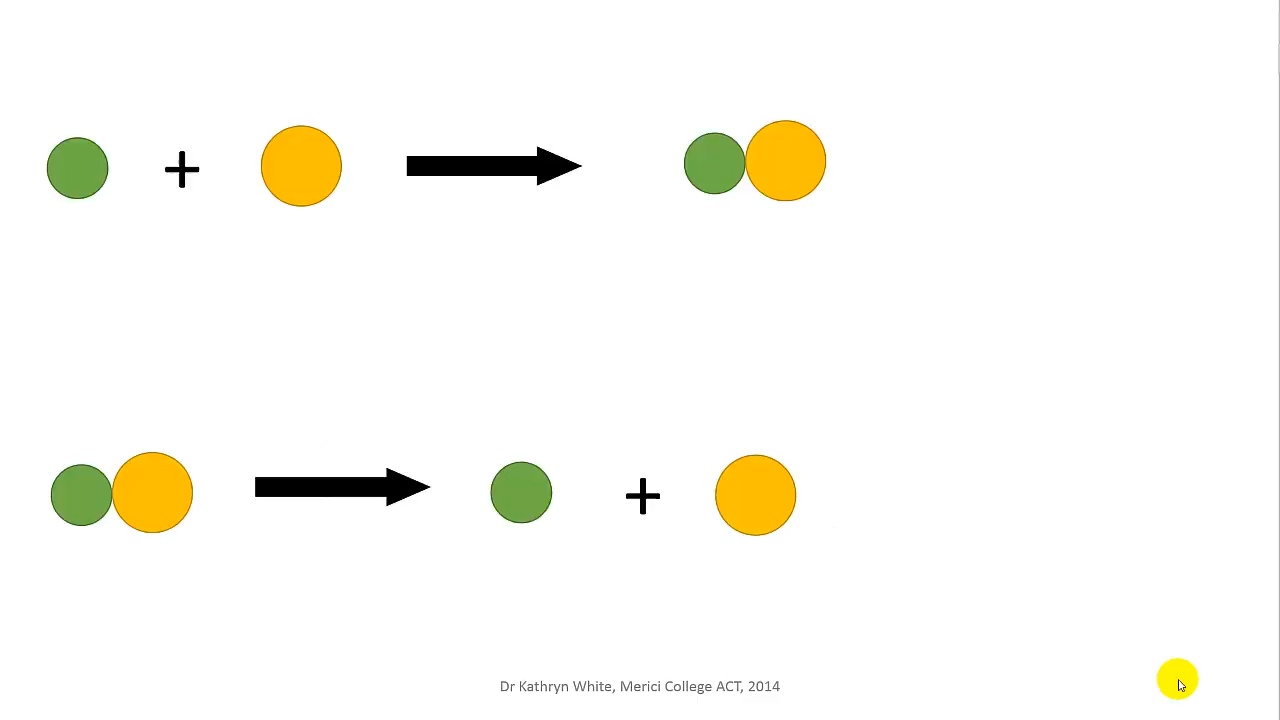 +
+
Dr Kathryn White, Merici College ACT, 2014